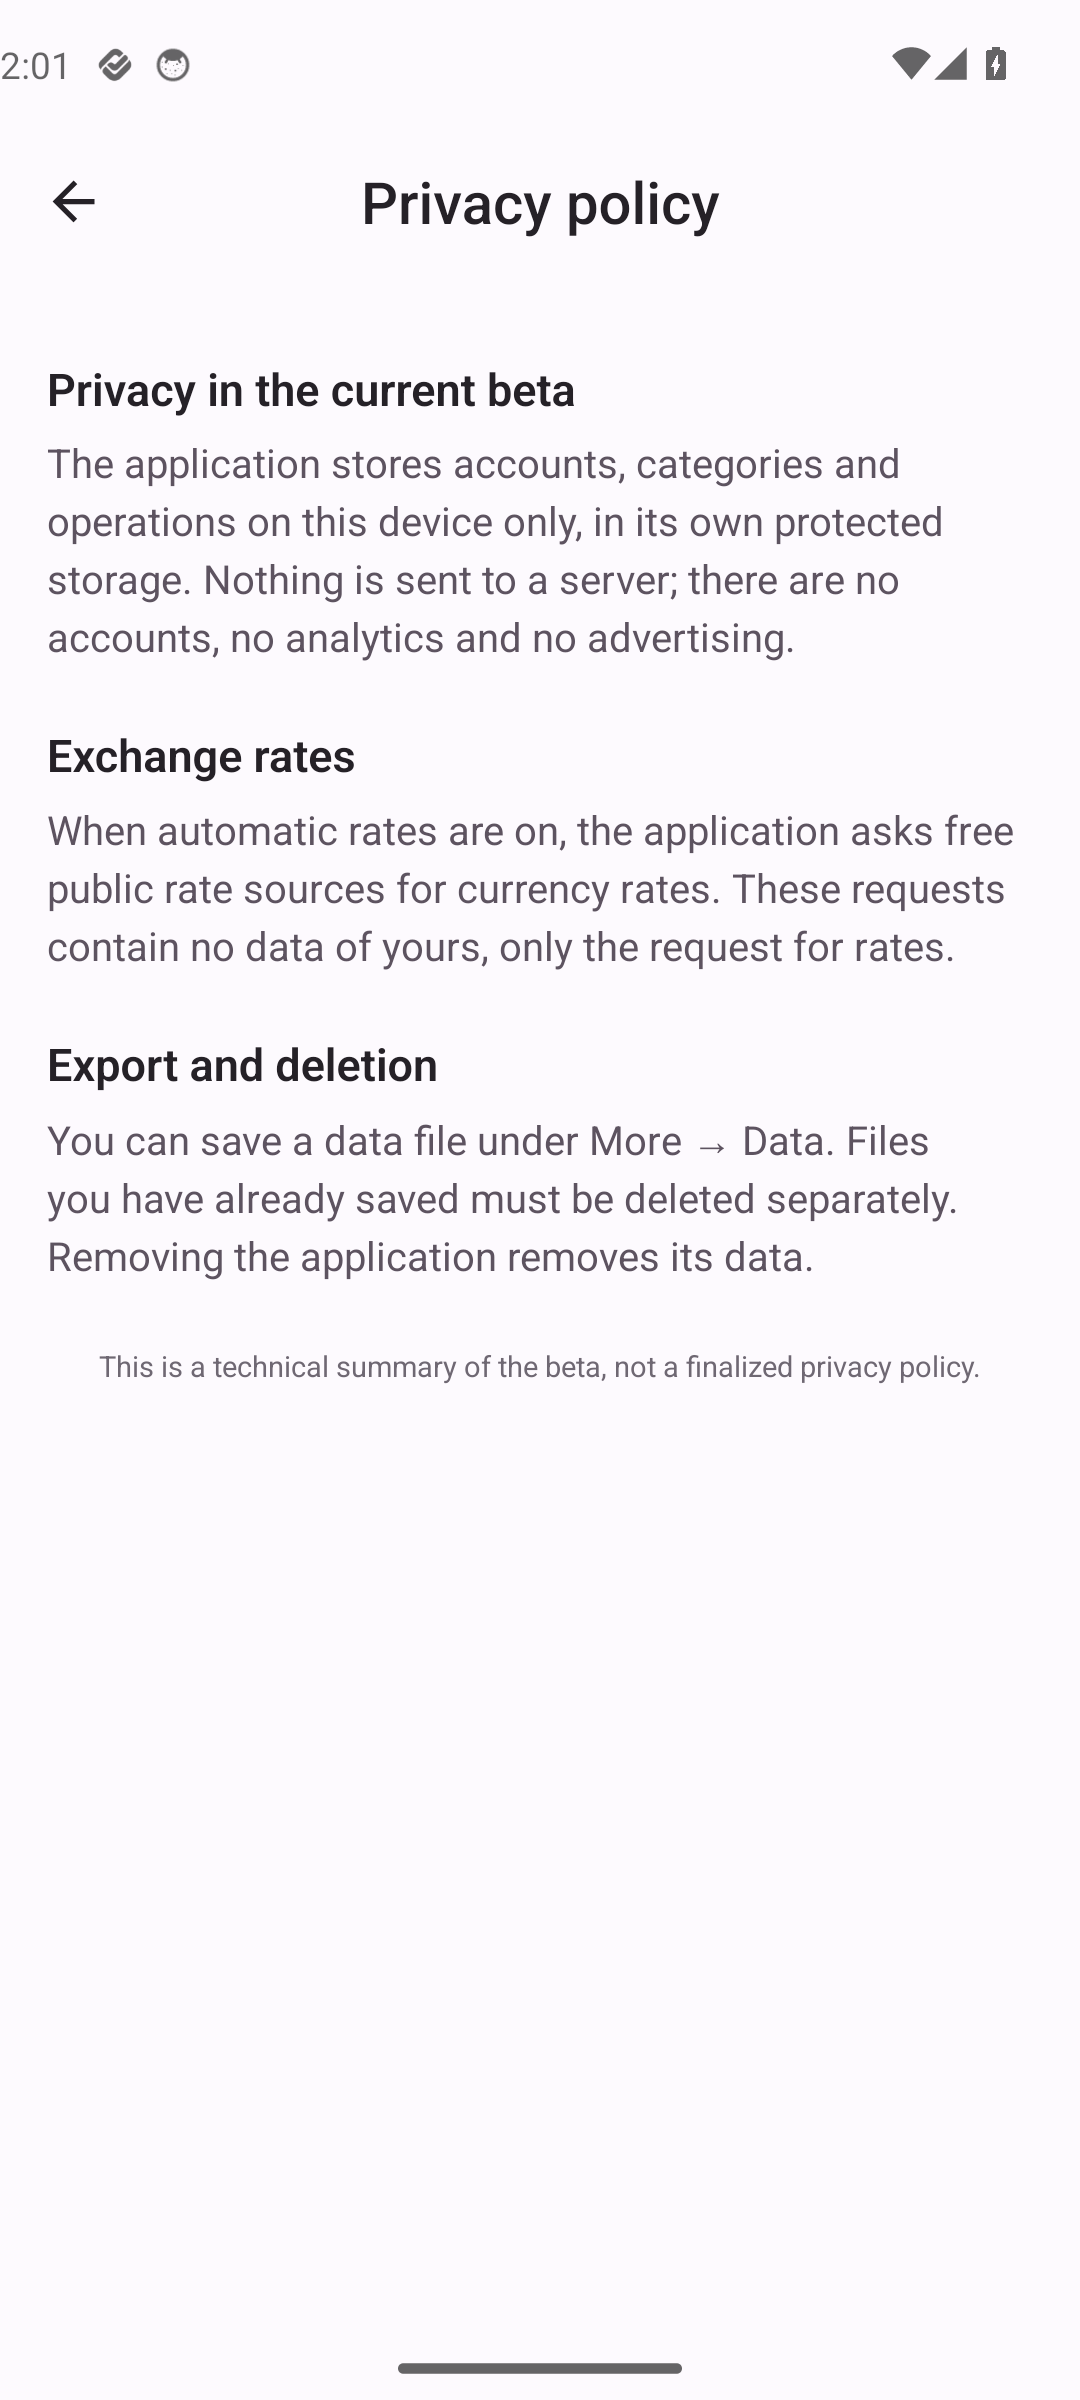 2:01
Privacy policy
Privacy in the current beta
The application stores accounts, categories and
operations on this device only, in its own protected
storage. Nothing is sent to a server; there are no
accounts, no analytics and no advertising.
Exchange rates
When automatic rates are on, the application asks free
public rate sources for currency rates. These requests
contain no data of yours, only the request for rates.
Export and deletion
You can save a data file under More → Data. Files
you have already saved must be deleted separately.
Removing the application removes its data.
This is a technical summary of the beta, not a finalized privacy policy.